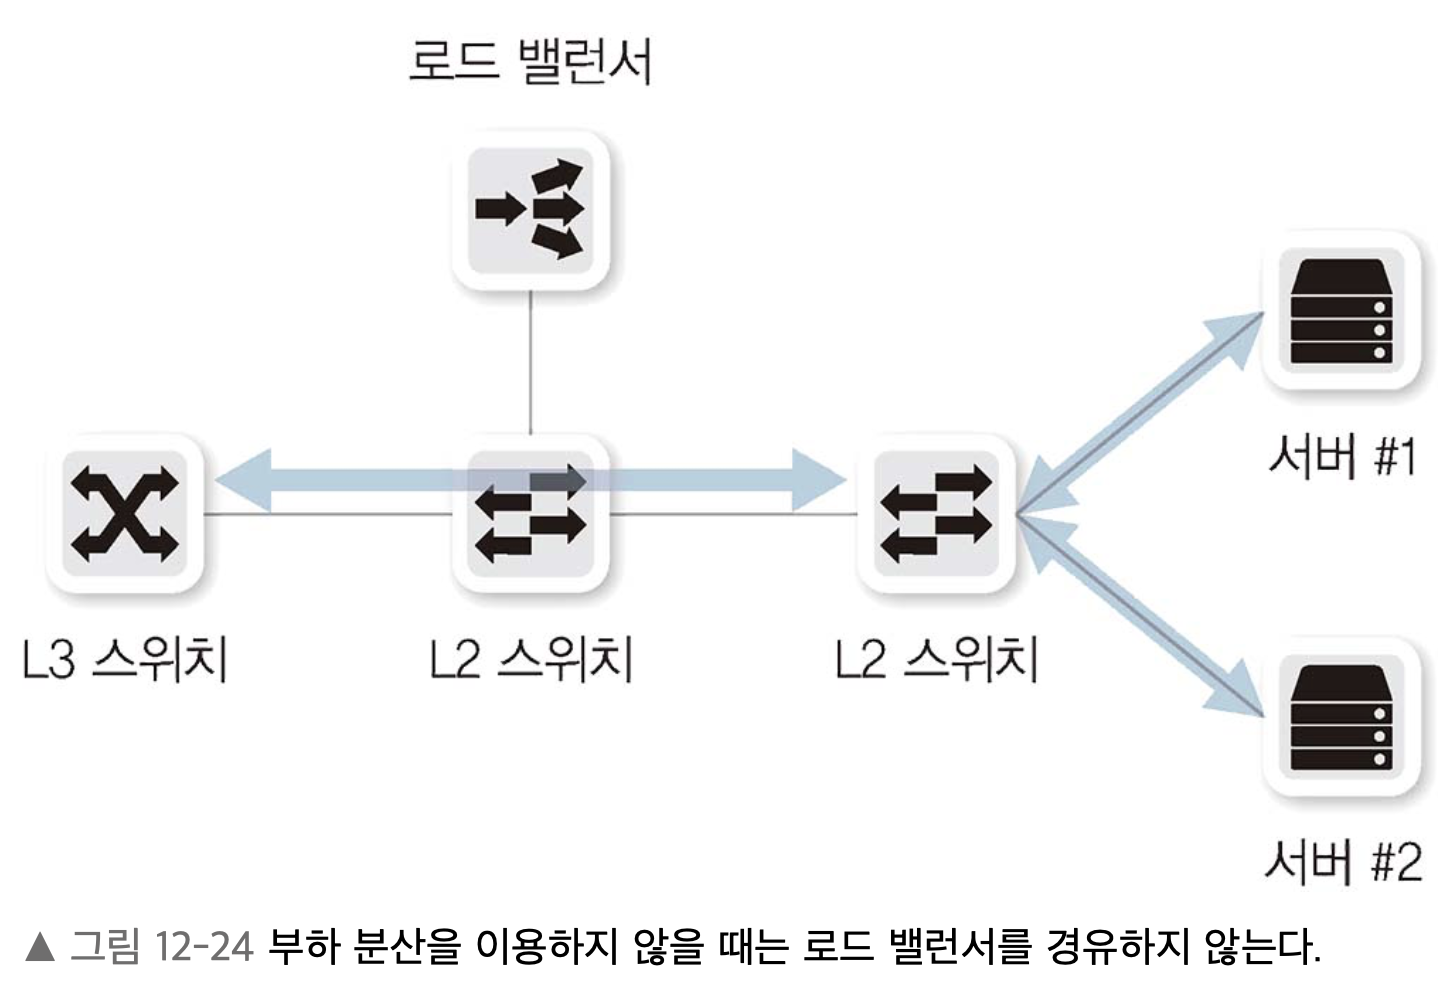 로드 밸런서
서버 #1
L3 스위치
L2 스위치
L2 스위치
서버 #2
▲ 그림 12-24 부하 분산을 이용하지 않을 때는 로드 밸런서를 경유하지 않는다.